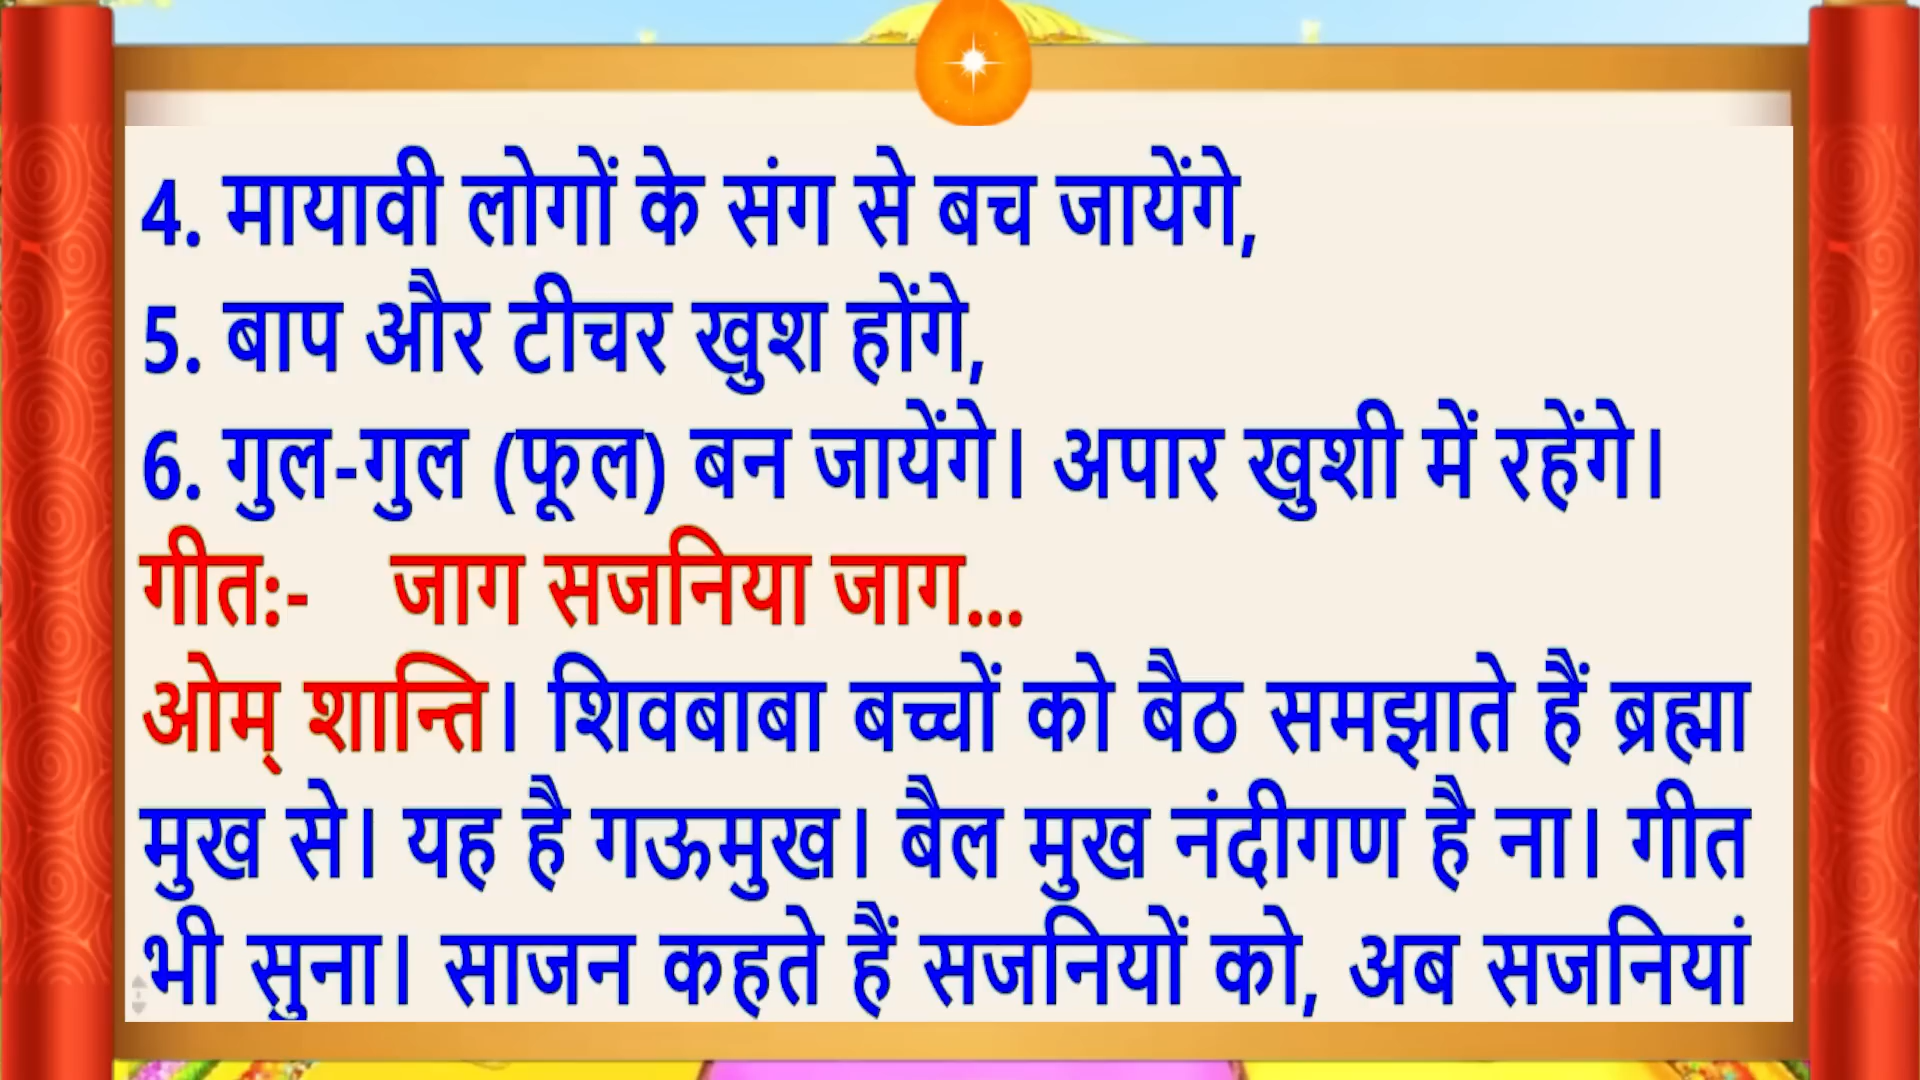 4. मायावी लोगों के संग से बच जायेंगे,
5. बाप और टीचर खुश होंगे,
6. गुल-गुल (फूल) बन जायेंगे। अपार खुशी में रहेंगे।
गीत:- जाग सजनिया जाग...
ओम् शान्ति। शिवबाबा बच्चों को बैठ समझाते हैं ब्रह्मा
मुख से। यह है गऊमुख। बैल मुख नंदीगण है ना। गीत
भी सुना। साजन कहते हैं सजनियों को, अब सजनियां